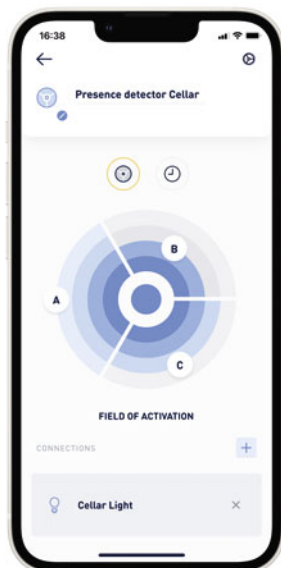 16:38
Presence detector Cellar
B
A
C
FIELD OF ACTIVATION
CONNECTIONS
Cellar Light